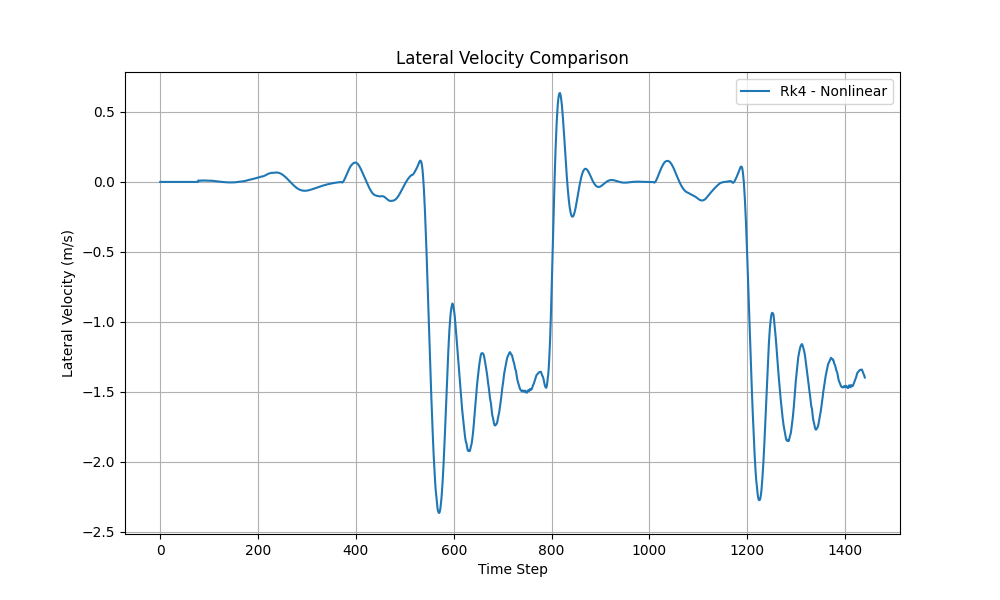 Lateral Velocity Comparison
Rk4 - Nonlinear
0.5
0.0
−0.5
−1.0
−1.5
−2.0
−2.5
Lateral Velocity (m/s)
0 200 400 600 800 1000 1200 1400
Time Step